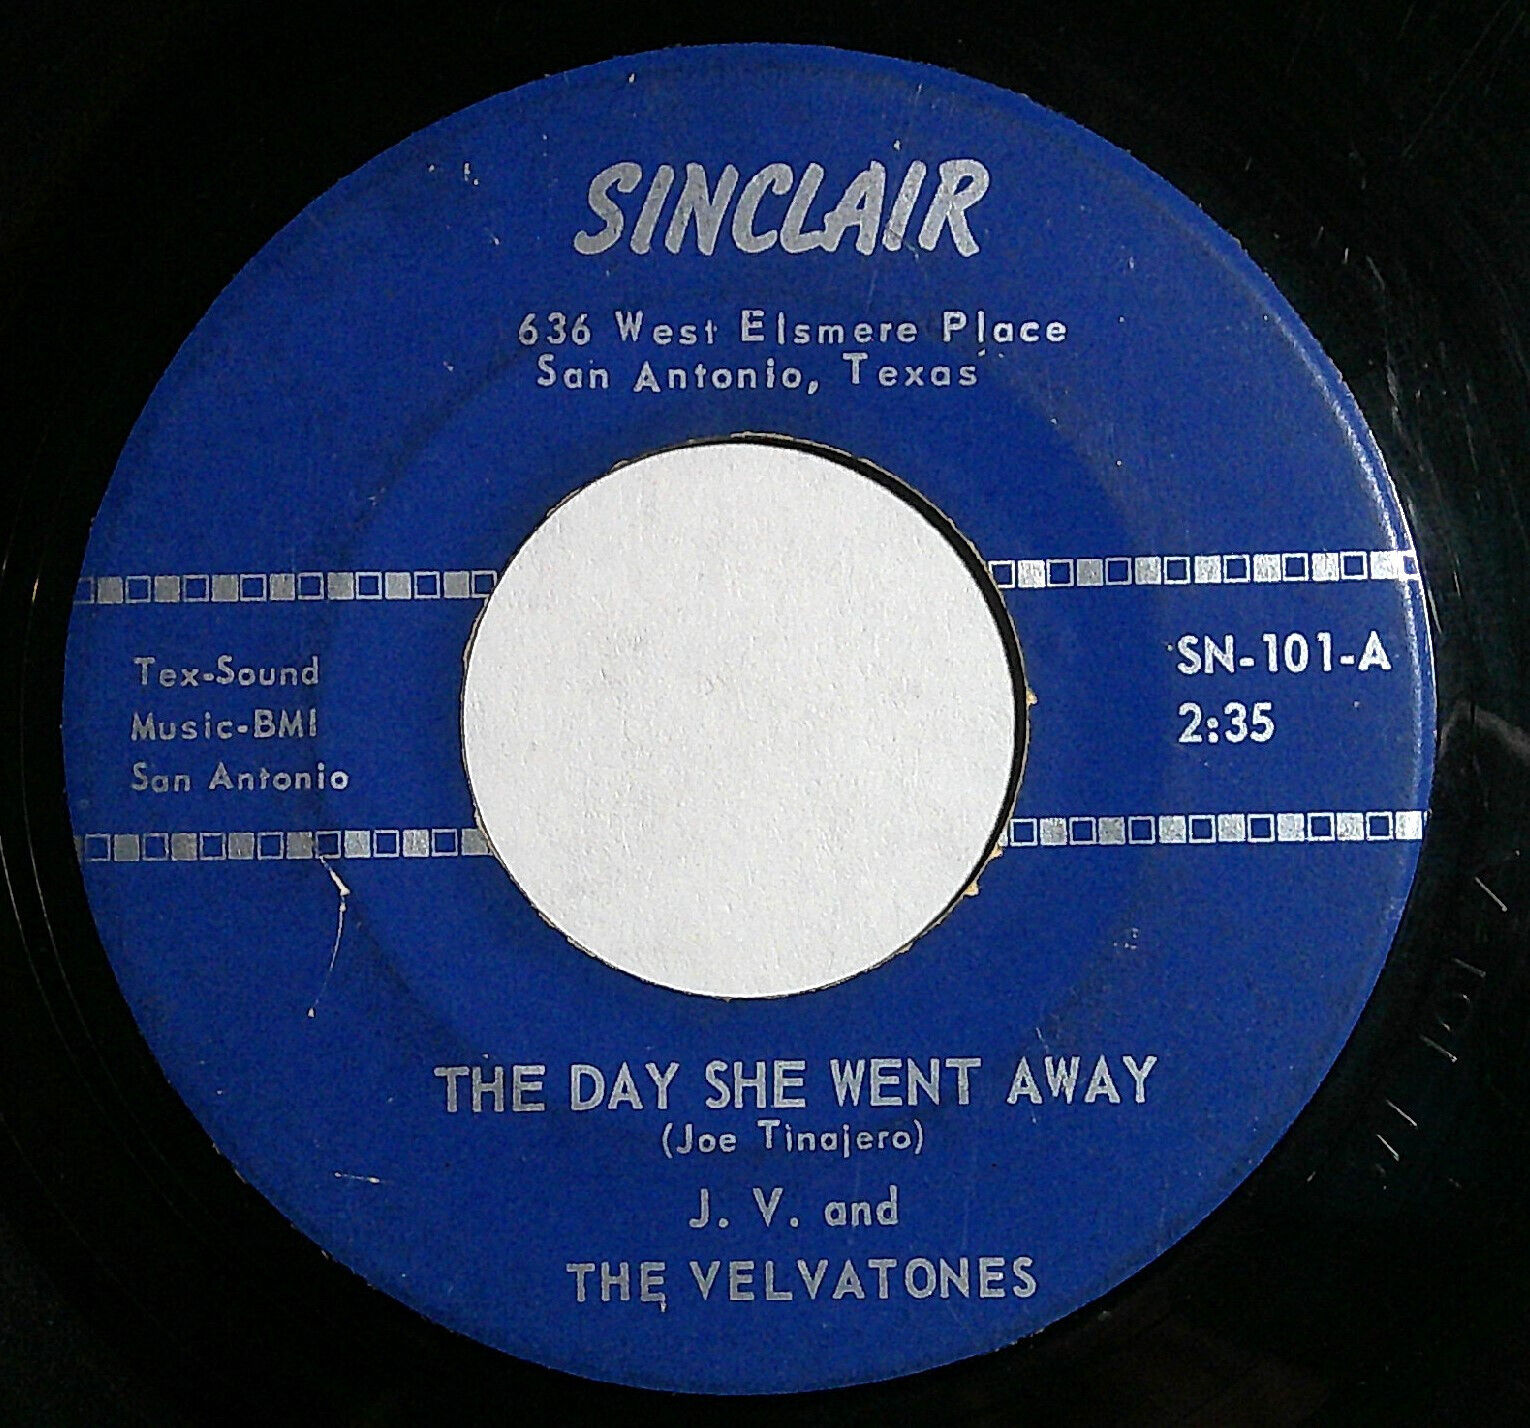 SINCLAIR
636 West Elsmere Place
San Antonio, Texas
Tex-Sound
Music-BMI
San Antonio
SN-101-A
2:35
THE DAY SHE WENT AWAY
(Joe Tinajero)
J. V. and
THE VELVATONES